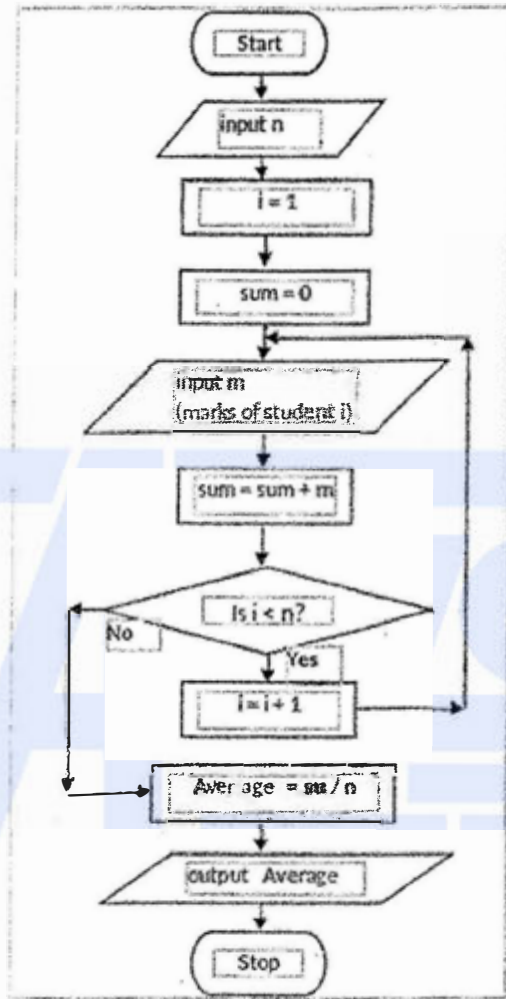 Start
input n
i = 1
sum = 0
input m
(marks of student i)
sum = sum + m
Is i < n?
No
Yes
i = i + 1
Average = / n
output Average
Stop